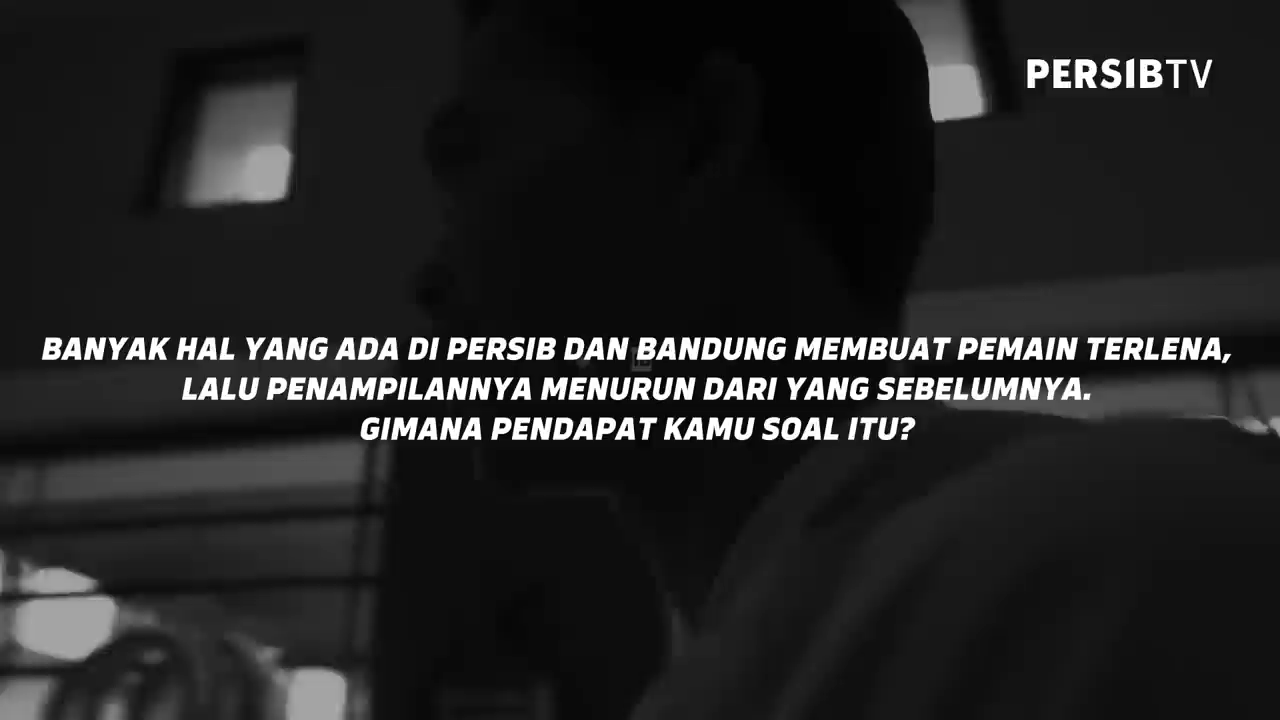 PERSIBTV
BANYAK HAL YANG ADA DI PERSIB DAN BANDUNG MEMBUAT PEMAIN TERLENA,
LALU PENAMPILANNYA MENURUN DARI YANG SEBELUMNYA.
GIMANA PENDAPAT KAMU SOAL ITU?